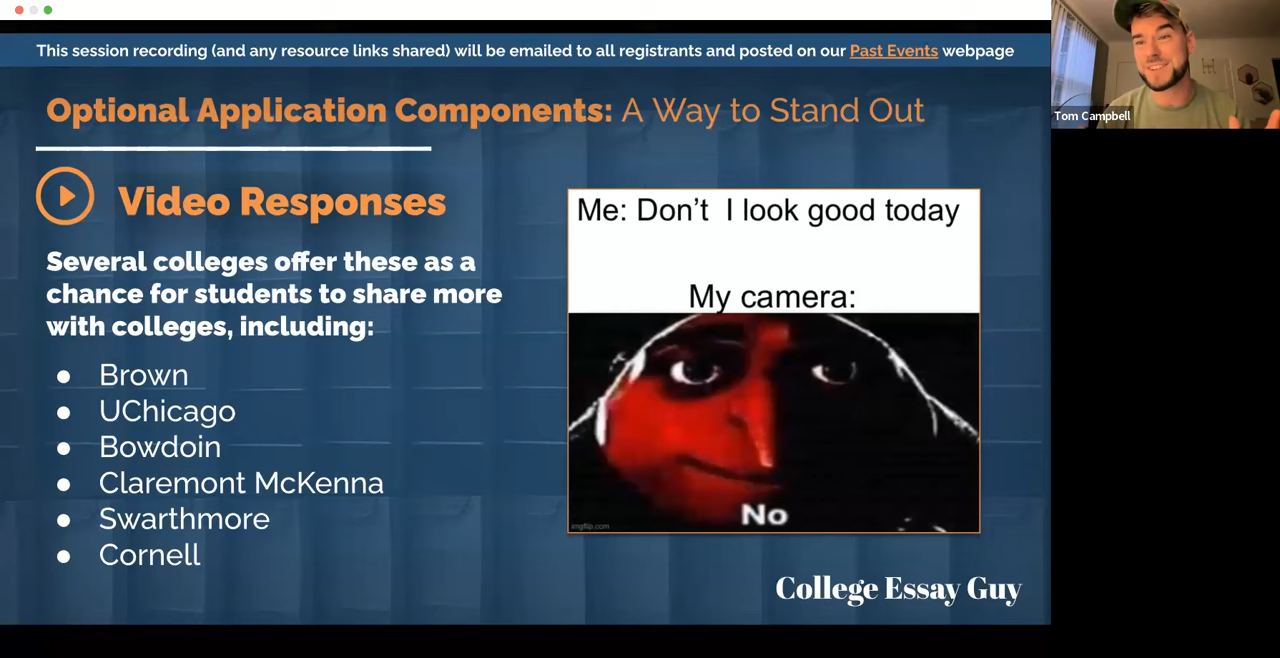 This session recording (and any resource links shared) will be emailed to all registrants and posted on our Past Events webpage
Optional Application Components: A Way to Stand Out
Video Responses
Several colleges offer these as a
chance for students to share more
with colleges, including:
● Brown
● UChicago
● Bowdoin
● Claremont McKenna
● Swarthmore
● Cornell
Me: Don't I look good today
My camera:
No
imgflip.com
College Essay Guy
Tom Campbell